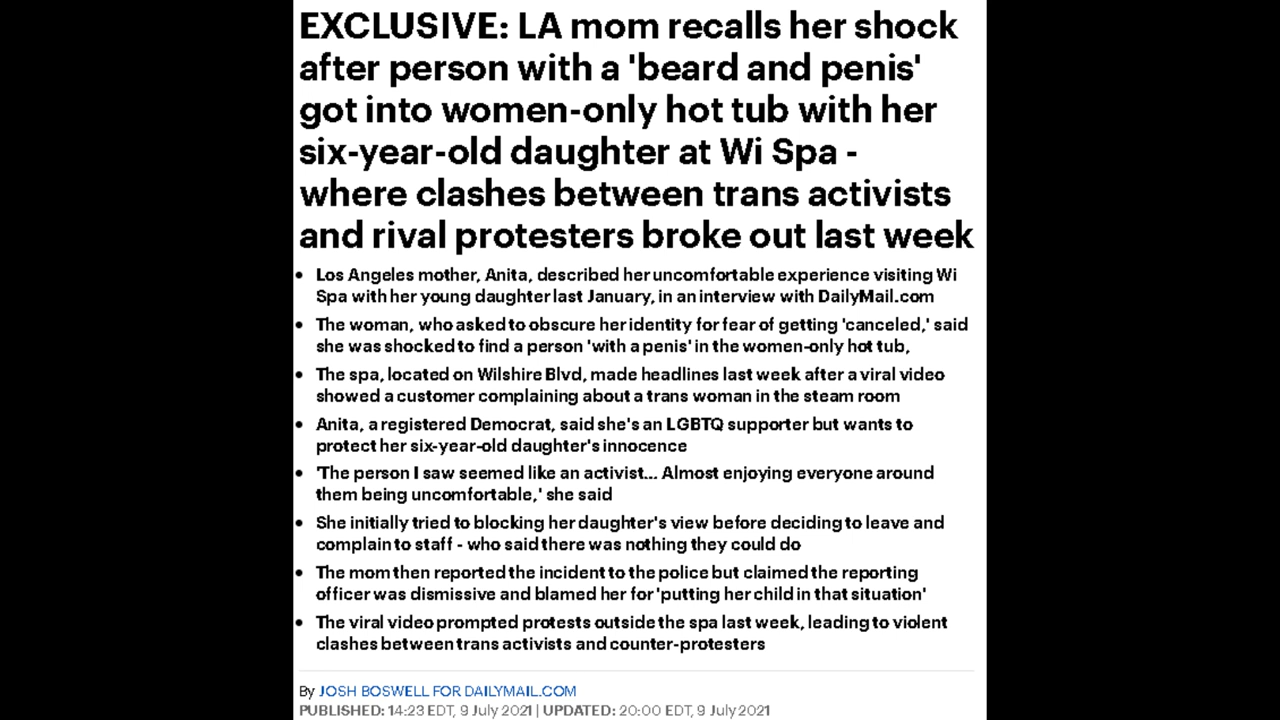 EXCLUSIVE: LA mom recalls her shock
after person with a 'beard and penis'
got into women-only hot tub with her
six-year-old daughter at Wi Spa -
where clashes between trans activists
and rival protesters broke out last week
• Los Angeles mother, Anita, described her uncomfortable experience visiting Wi
Spa with her young daughter last January, in an interview with DailyMail.com
• The woman, who asked to obscure her identity for fear of getting 'canceled,' said
she was shocked to find a person 'with a penis' in the women-only hot tub,
• The spa, located on Wilshire Blvd, made headlines last week after a viral video
showed a customer complaining about a trans woman in the steam room
• Anita, a registered Democrat, said she's an LGBTQ supporter but wants to
protect her six-year-old daughter's innocence
• 'The person I saw seemed like an activist... Almost enjoying everyone around
them being uncomfortable,' she said
• She initially tried to blocking her daughter's view before deciding to leave and
complain to staff - who said there was nothing they could do
• The mom then reported the incident to the police but claimed the reporting
officer was dismissive and blamed her for 'putting her child in that situation'
• The viral video prompted protests outside the spa last week, leading to violent
clashes between trans activists and counter-protesters
By JOSH BOSWELL FOR DAILYMAIL.COM
PUBLISHED: 14:23 EDT, 9 July 2021 | UPDATED: 20:00 EDT, 9 July 2021